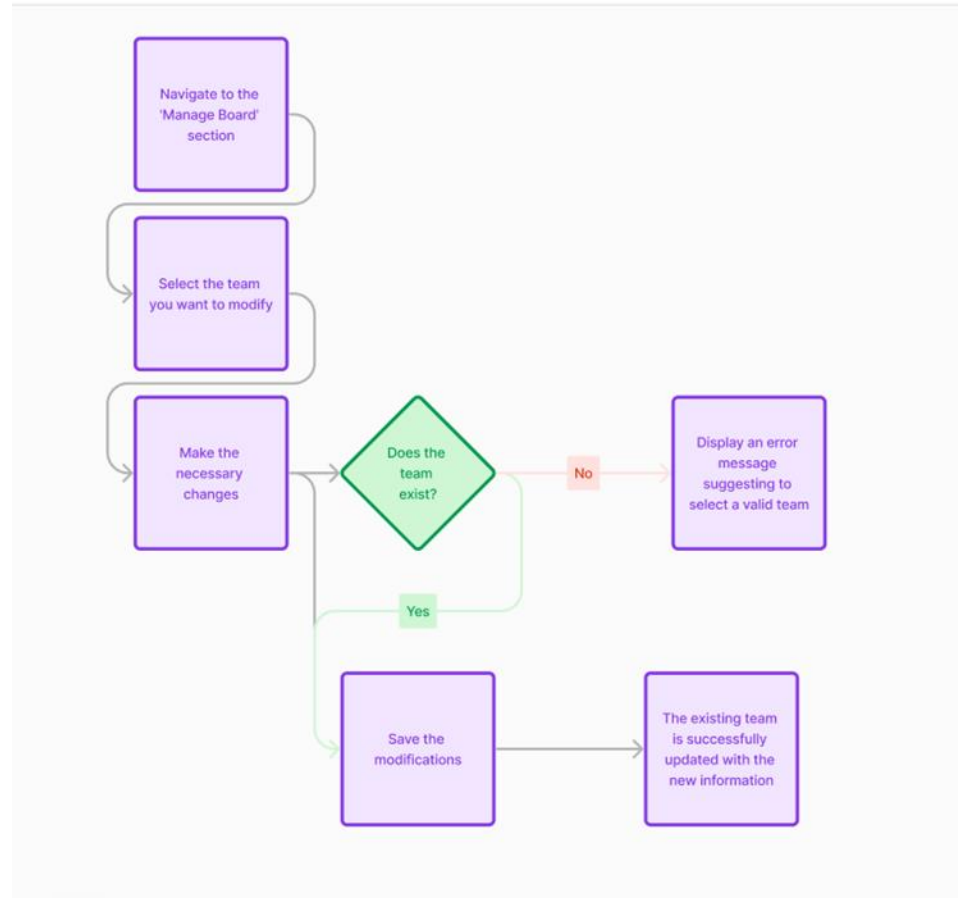 Navigate to the
'Manage Board'
section
Select the team
you want to modify
Make the
necessary
changes
Does the
team
exist?
No
Display an error
message
suggesting to
select a valid team
Yes
Save the
modifications
The existing team
is successfully
updated with the
new information